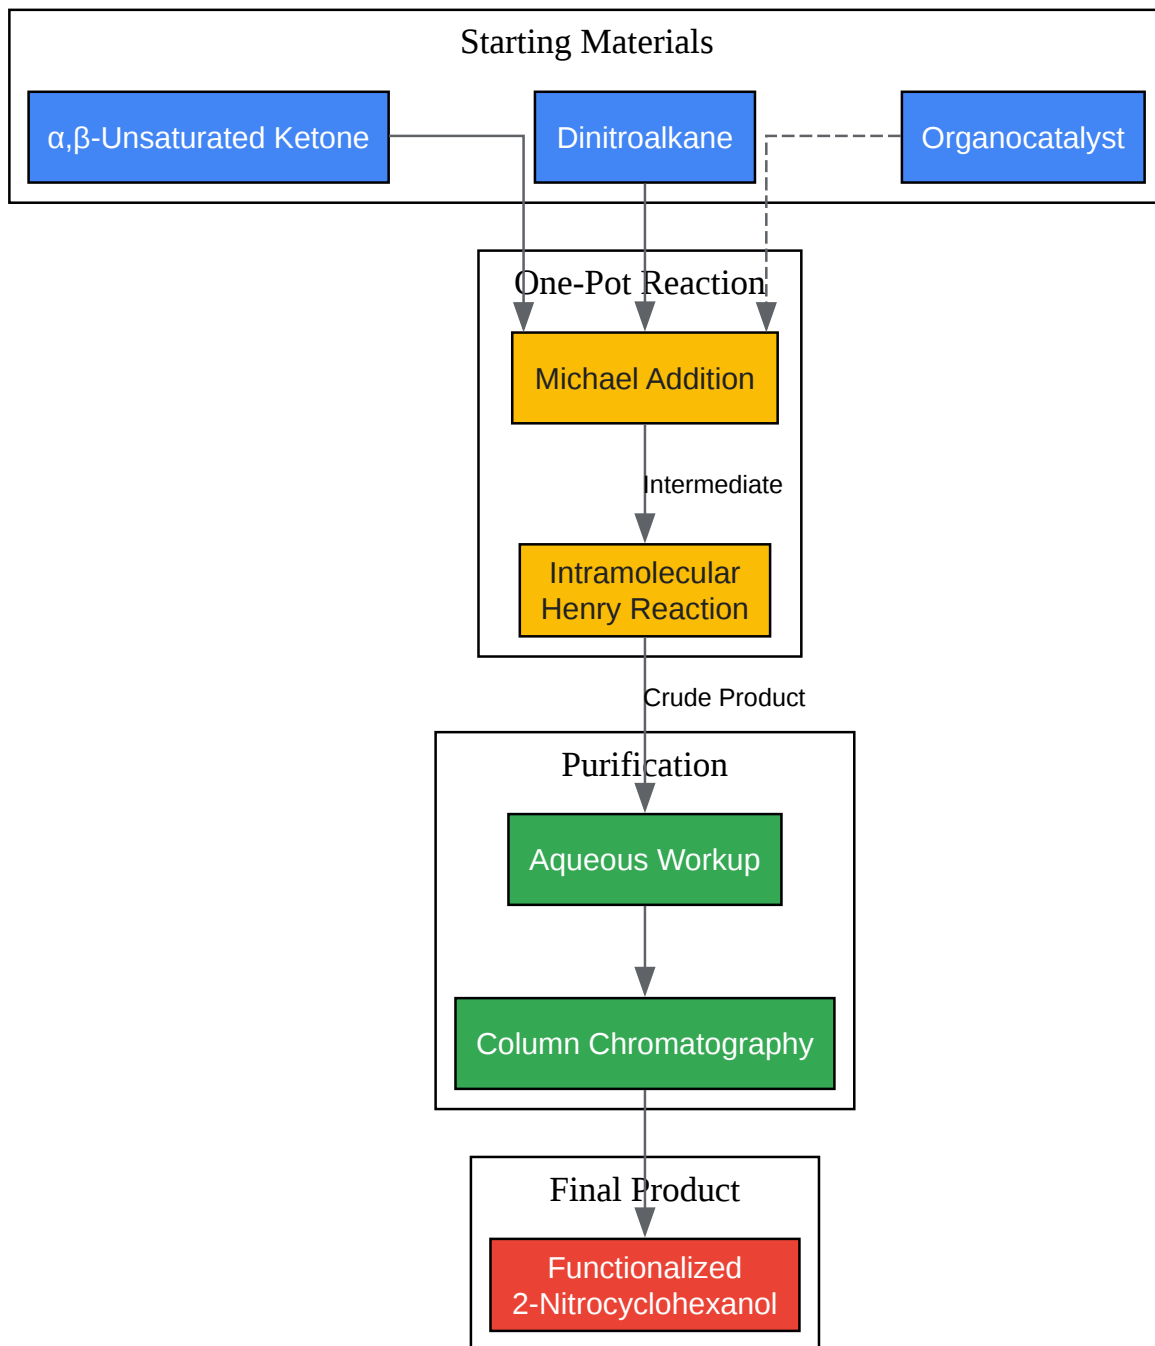 Starting Materials
α,β-Unsaturated Ketone
Dinitroalkane
Organocatalyst
One-Pot Reaction
Michael Addition
Intermediate
Intramolecular
Henry Reaction
Crude Product
Purification
Aqueous Workup
Column Chromatography
Final Product
Functionalized
2-Nitrocyclohexanol